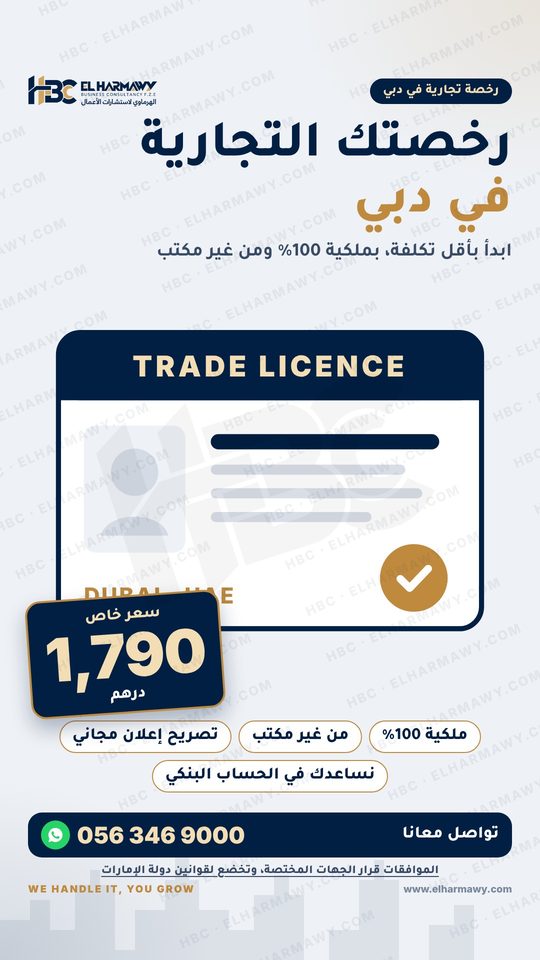 HBC EL HARMAWY
BUSINESS CONSULTANCY F.Z.E
الهرماوي لاستشارات الأعمال
رخصة تجارية في دبي
رخصتك التجارية
في دبي
ابدأ بأقل تكلفة، بملكية 100% ومن غير مكتب
TRADE LICENCE
DUBAI - UAE
سعر خاص
1,790
درهم
ملكية 100%
من غير مكتب
تصريح إعلان مجاني
نساعدك في الحساب البنكي
تواصل معانا
056 346 9000
الموافقات قرار الجهات المختصة، وتخضع لقوانين دولة الإمارات
WE HANDLE IT, YOU GROW
www.elharmawy.com
HBC · ELHARMAWY.COM